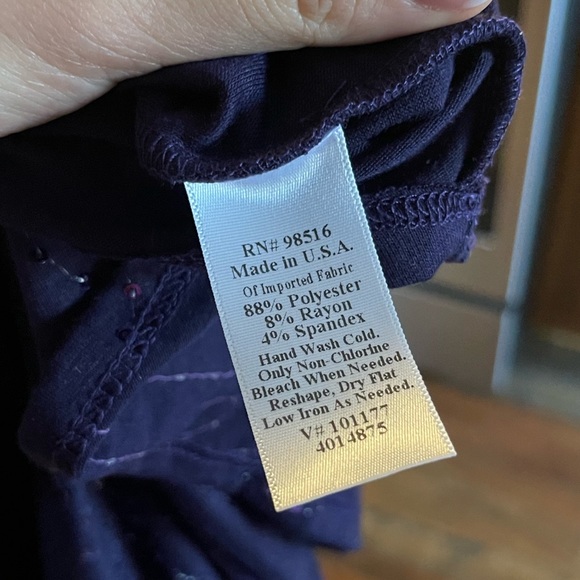 RN# 98516
Made in U.S.A.
Of Imported Fabric
88% Polyester
8% Rayon
4% Spandex
Hand Wash Cold.
Only Non-Chlorine
Bleach When Needed.
Reshape, Dry Flat
Low Iron As Needed.
V# 101177
4014875